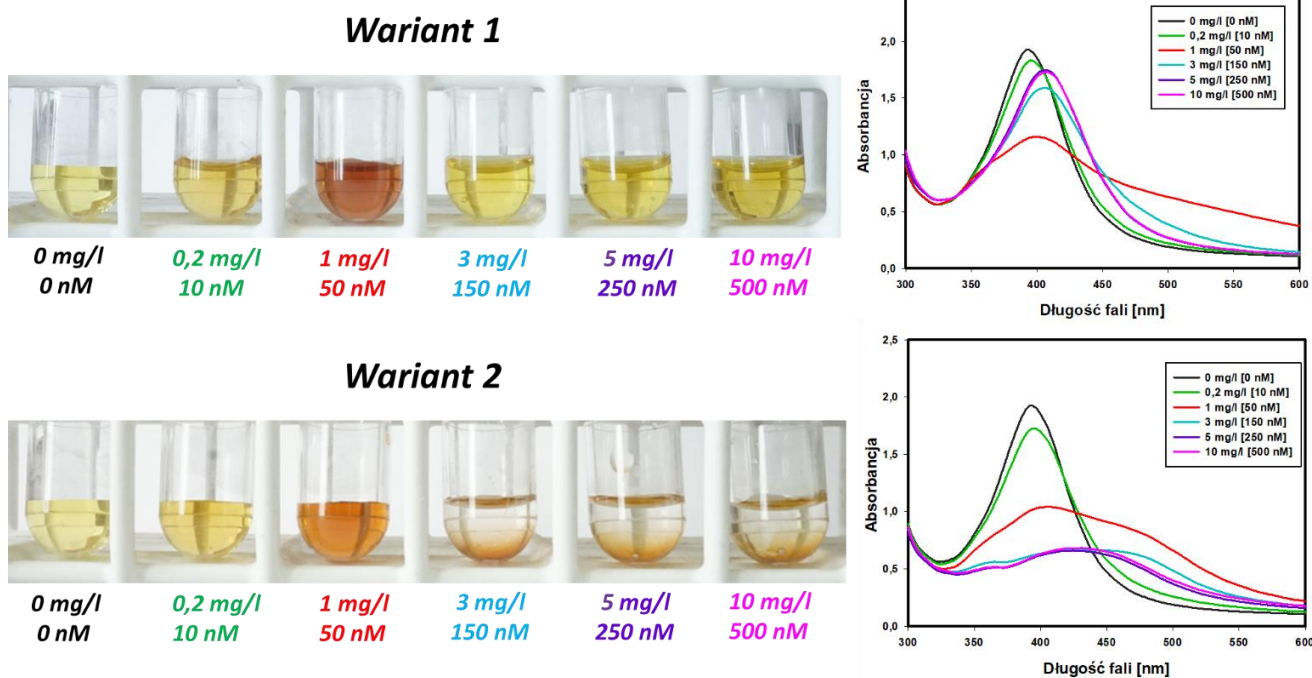 Wariant 1
0 mg/l
0 nM
0,2 mg/l
10 nM
1 mg/l
50 nM
3 mg/l
150 nM
5 mg/l
250 nM
10 mg/l
500 nM
0 mg/l [0 nM]
0,2 mg/l [10 nM]
1 mg/l [50 nM]
3 mg/l [150 nM]
5 mg/l [250 nM]
10 mg/l [500 nM]
2,0
1,5
1,0
0,5
0,0
Absorbancja
300 350 400 450 500 550 600
Długość fali [nm]
Wariant 2
0 mg/l
0 nM
0,2 mg/l
10 nM
1 mg/l
50 nM
3 mg/l
150 nM
5 mg/l
250 nM
10 mg/l
500 nM
0 mg/l [0 nM]
0,2 mg/l [10 nM]
1 mg/l [50 nM]
3 mg/l [150 nM]
5 mg/l [250 nM]
10 mg/l [500 nM]
2,5
2,0
1,5
1,0
0,5
0,0
Absorbancja
300 350 400 450 500 550 600
Długość fali [nm]